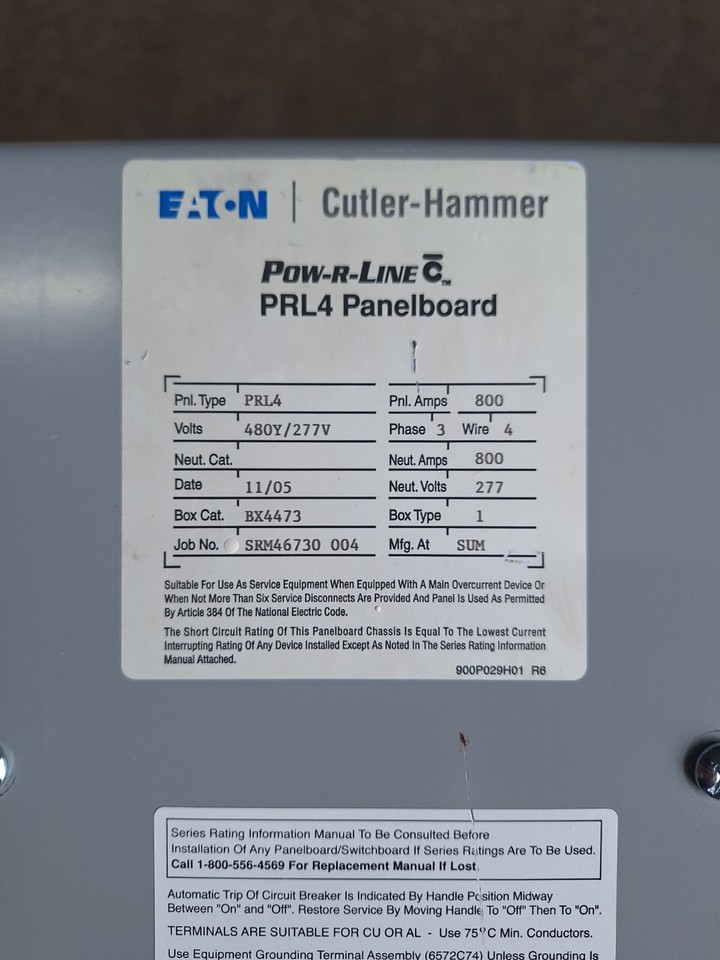 EATON | Cutler-Hammer
POW-R-LINE C™
PRL4 Panelboard
Pnl. Type PRL4 Pnl. Amps 800
Volts 480Y/277V Phase 3 Wire 4
Neut. Cat. Neut. Amps 800
Date 11/05 Neut. Volts 277
Box Cat. BX4473 Box Type 1
Job No. SRM46730 004 Mfg. At SUM
Suitable For Use As Service Equipment When Equipped With A Main Overcurrent Device Or
When Not More Than Six Service Disconnects Are Provided And Panel Is Used As Permitted
By Article 384 Of The National Electric Code.
The Short Circuit Rating Of This Panelboard Chassis Is Equal To The Lowest Current
Interrupting Rating Of Any Device Installed Except As Noted In The Series Rating Information
Manual Attached.
900P029H01 R6
Series Rating Information Manual To Be Consulted Before
Installation Of Any Panelboard/Switchboard If Series Ratings Are To Be Used.
Call 1-800-556-4569 For Replacement Manual If Lost.
Automatic Trip Of Circuit Breaker Is Indicated By Handle Position Midway
Between "On" and "Off". Restore Service By Moving Handle To "Off" Then To "On".
TERMINALS ARE SUITABLE FOR CU OR AL - Use 75°C Min. Conductors.
Use Equipment Grounding Terminal Assembly (6572C74) Unless Grounding Is